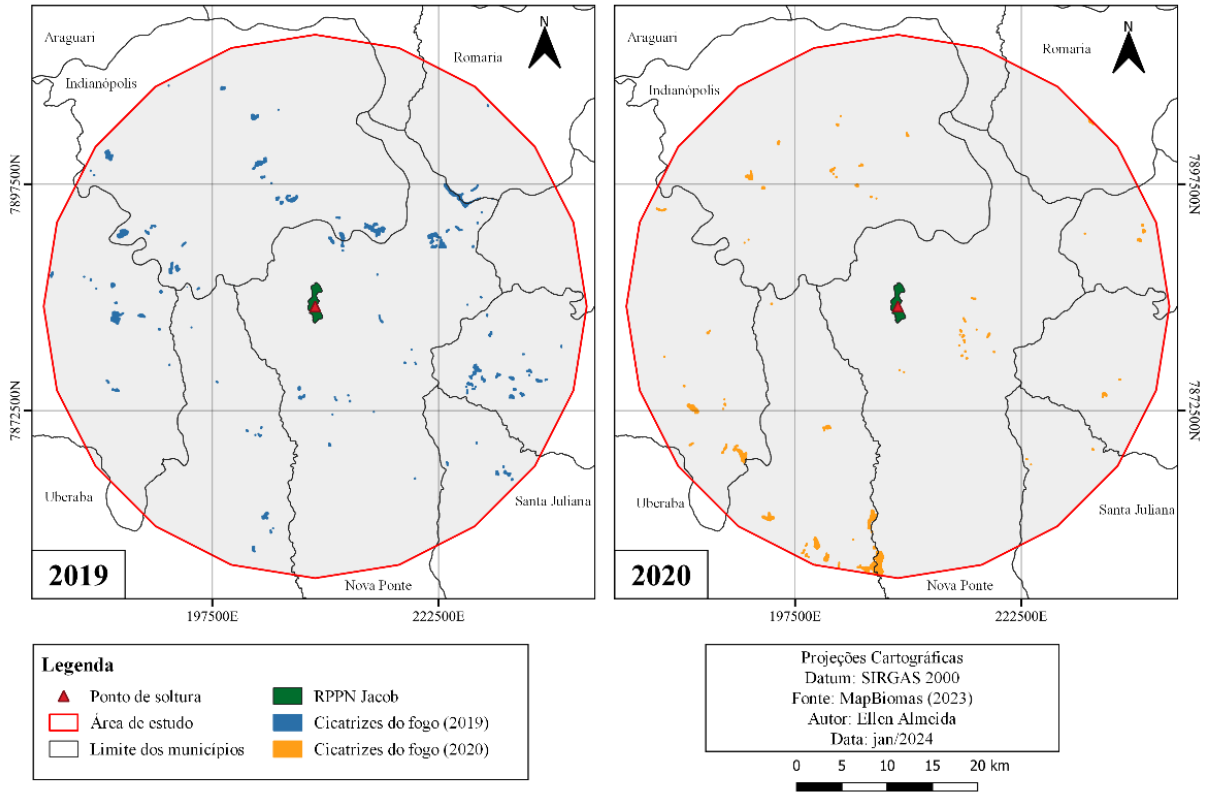 Araguari
Indianópolis
Romaria
N
Uberaba
Santa Juliana
Nova Ponte
2019
7897500N
7872500N
197500E
222500E
Araguari
Indianópolis
Romaria
N
Uberaba
Santa Juliana
Nova Ponte
2020
7897500N
7872500N
197500E
222500E
Legenda
Ponto de soltura
Área de estudo
Limite dos municípios
RPPN Jacob
Cicatrizes do fogo (2019)
Cicatrizes do fogo (2020)
Projeções Cartográficas
Datum: SIRGAS 2000
Fonte: MapBiomas (2023)
Autor: Ellen Almeida
Data: jan/2024
0 5 10 15 20 km